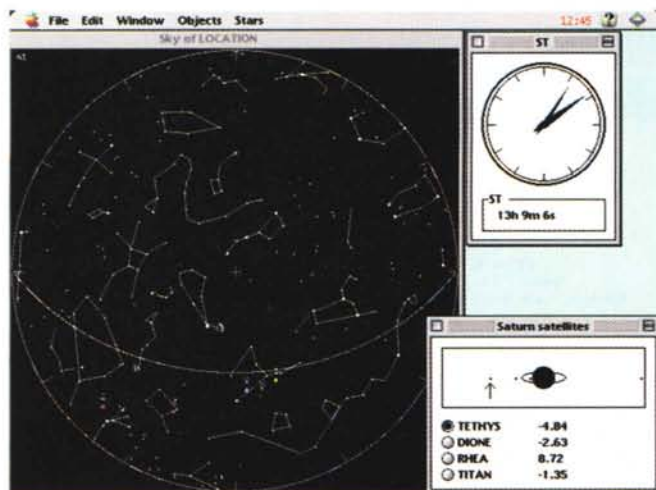 File Edit Window Objects Stars 12:45
Sky of LOCATION
ST
ST
13h 9m 6s
Saturn satellites
TETHYS -4.84
DIONE -2.63
RHEA 8.72
TITAN -1.35